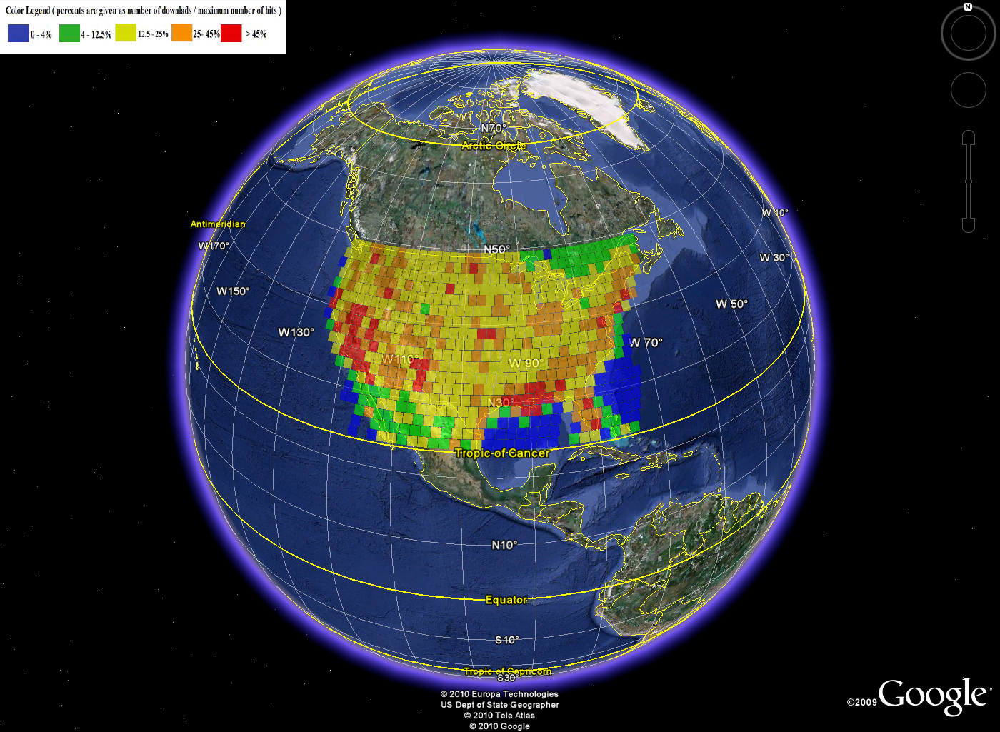 Color Legend ( percents are given as number of downlads / maximum number of hits )
0 - 4%
4 - 12.5%
12.5 - 25%
25- 45%
> 45%
N
N70°
Arctic Circle
W 10°
Antimeridian
W170°
N50°
W 30°
W150°
W 50°
W130°
W 70°
W 110°
W 90°
N30°
Tropic of Cancer
N10°
Equator
S10°
Tropic of Capricorn
S30°
© 2010 Europa Technologies
US Dept of State Geographer
© 2010 Tele Atlas
© 2010 Google
©2009 Google™